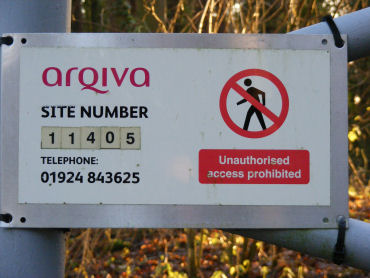 arqiva
SITE NUMBER
11405
TELEPHONE:
01924 843625
Unauthorised
access prohibited